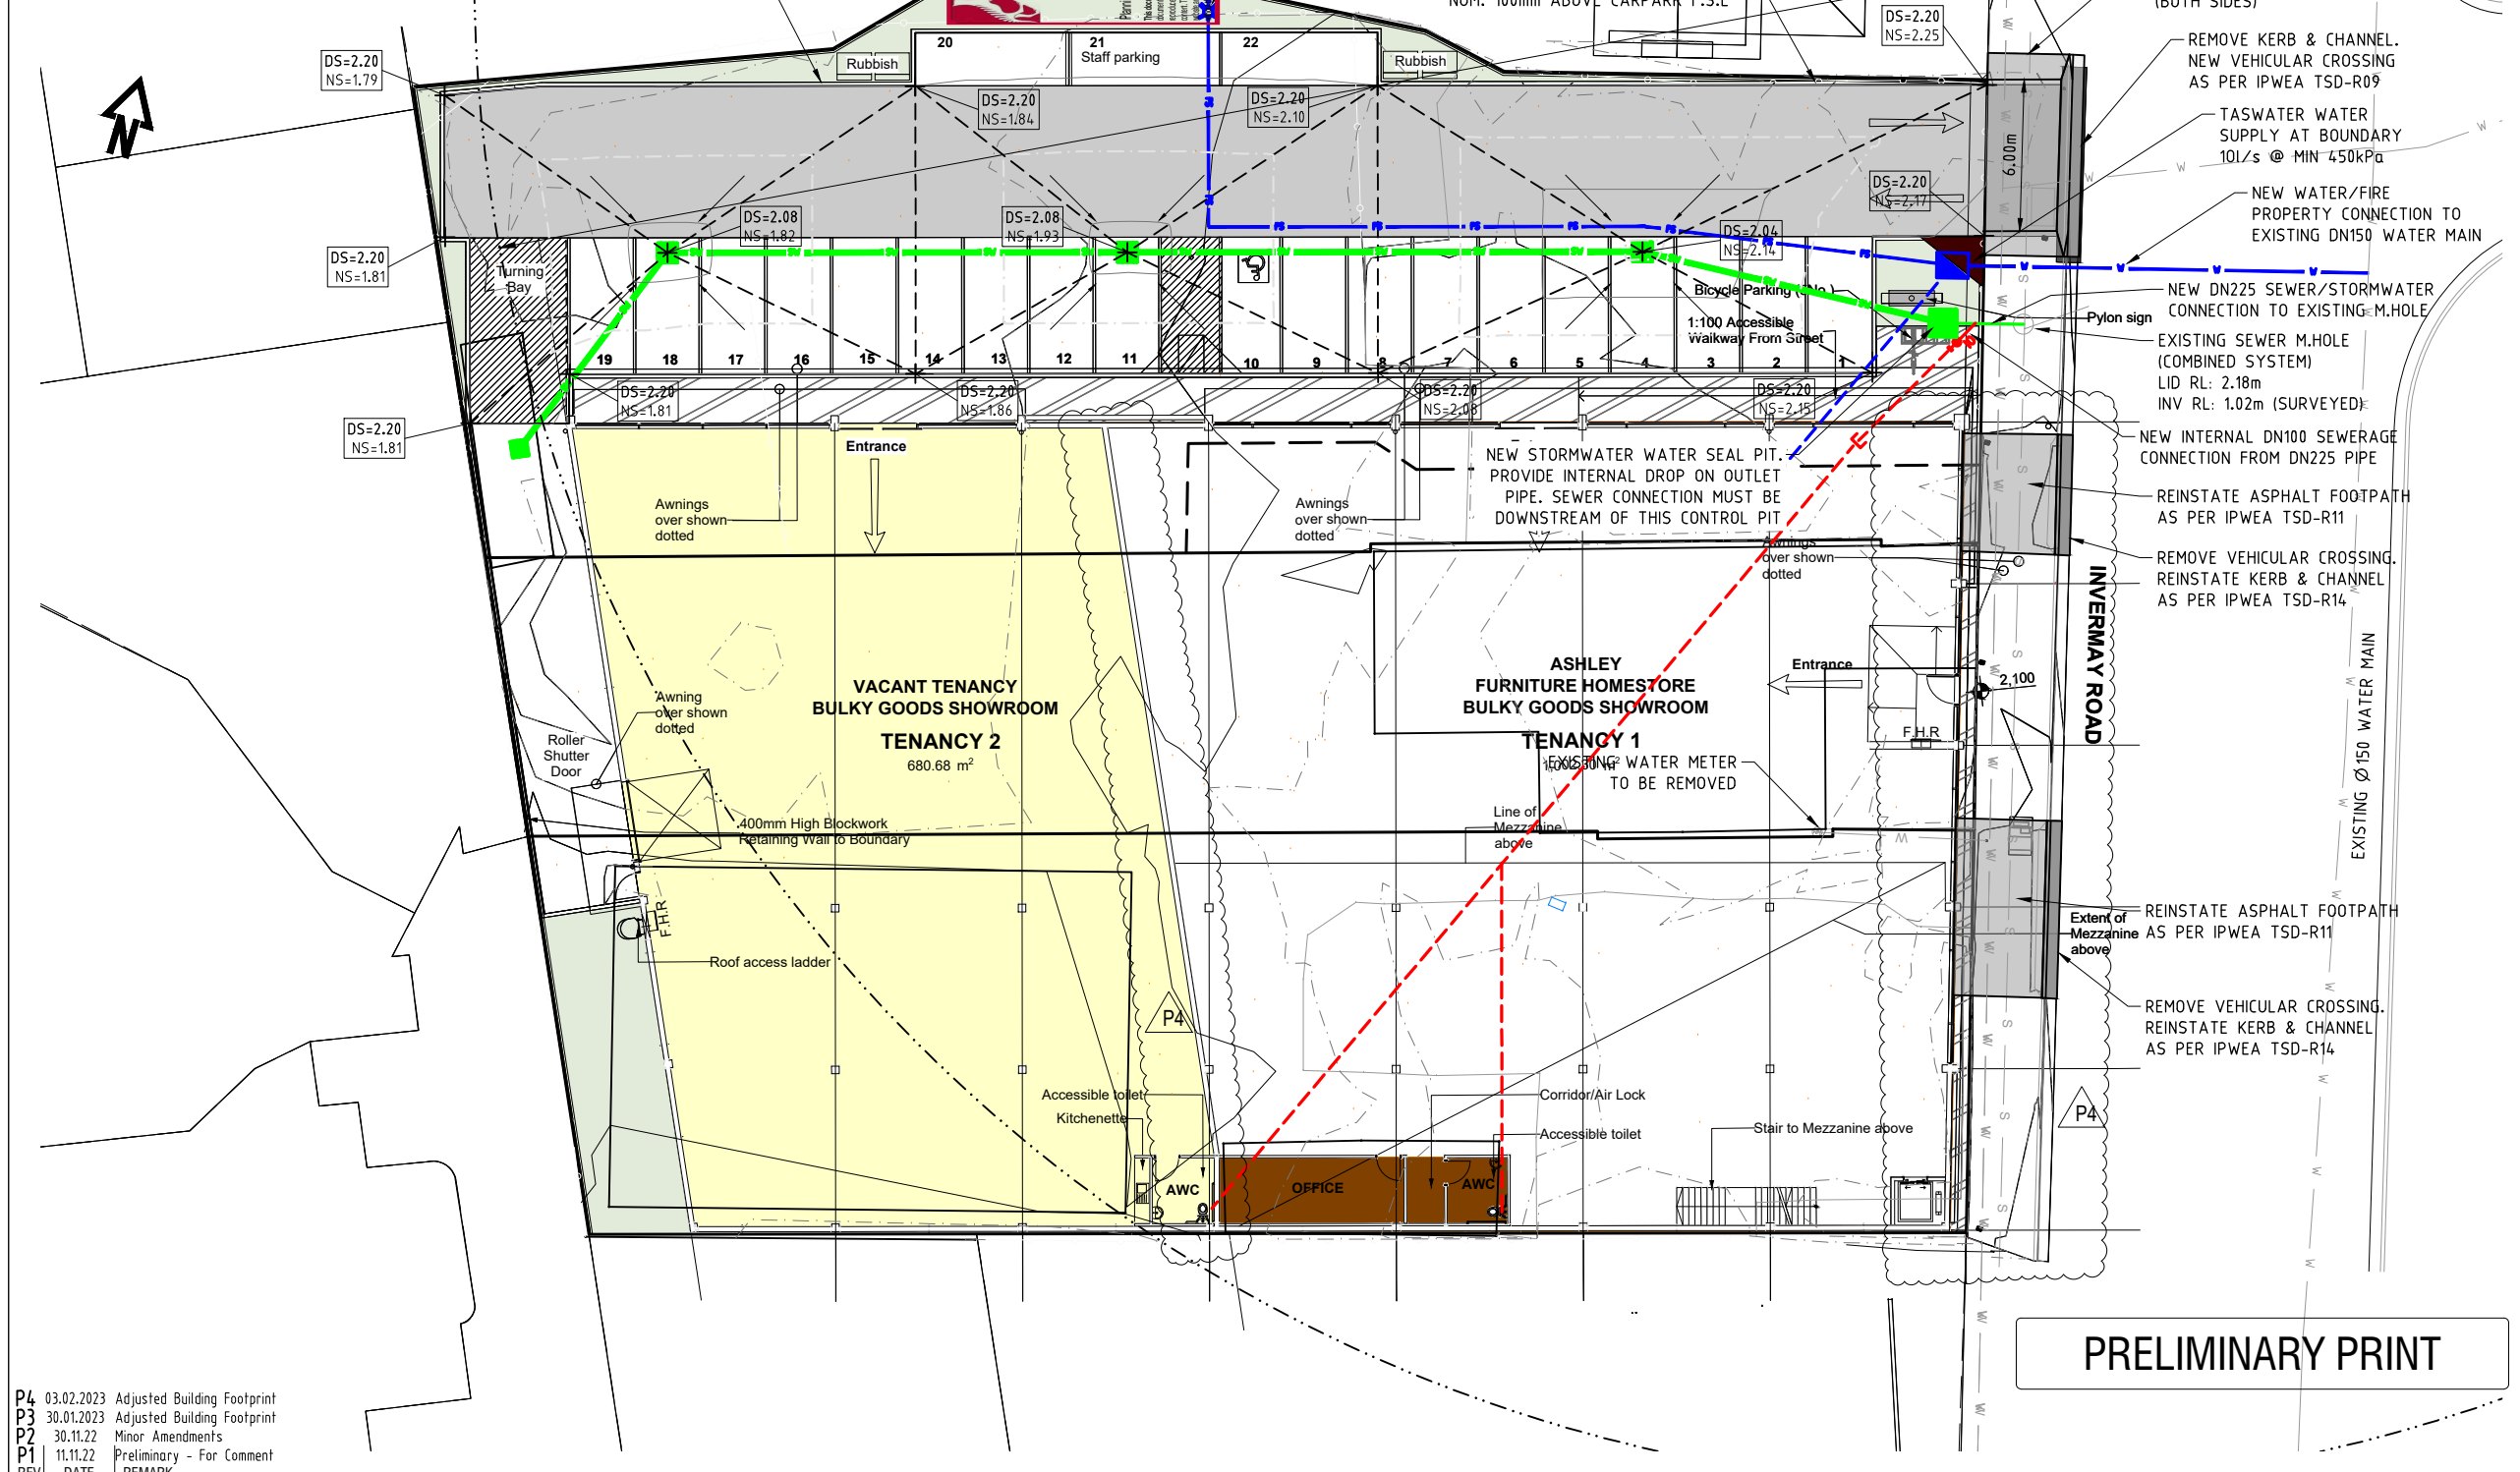 NOM. 100mm ABOVE CARPARK F.S.L
(BOTH SIDES)
DS=2.20
NS=2.25
REMOVE KERB & CHANNEL.
NEW VEHICULAR CROSSING
AS PER IPWEA TSD-R09
TASWATER WATER
SUPPLY AT BOUNDARY
10l/s @ MIN 450kPa
NEW WATER/FIRE
PROPERTY CONNECTION TO
EXISTING DN150 WATER MAIN
NEW DN225 SEWER/STORMWATER
CONNECTION TO EXISTING M.HOLE
Pylon sign
EXISTING SEWER M.HOLE
(COMBINED SYSTEM)
LID RL: 2.18m
INV RL: 1.02m (SURVEYED)
NEW INTERNAL DN100 SEWERAGE
CONNECTION FROM DN225 PIPE
REINSTATE ASPHALT FOOTPATH
AS PER IPWEA TSD-R11
REMOVE VEHICULAR CROSSING.
REINSTATE KERB & CHANNEL
AS PER IPWEA TSD-R14
INVERMAY ROAD
EXISTING Ø150 WATER MAIN
REINSTATE ASPHALT FOOTPATH
AS PER IPWEA TSD-R11
Extent of
Mezzanine
above
REMOVE VEHICULAR CROSSING.
REINSTATE KERB & CHANNEL
AS PER IPWEA TSD-R14
P4
DS=2.20
NS=1.79
N
Rubbish
20
21
22
Staff parking
Rubbish
DS=2.20
NS=1.84
DS=2.20
NS=2.10
6.00m
DS=2.20
NS=2.17
DS=2.08
NS=1.82
DS=2.08
NS=1.93
DS=2.04
NS=2.14
DS=2.20
NS=1.81
Turning
Bay
Bicycle Parking
1:100 Accessible
Walkway From Street
19 18 17 16 15 14 13 12 11 10 9 8 7 6 5 4 3 2 1
DS=2.20
NS=1.81
DS=2.20
NS=1.86
DS=2.20
NS=2.08
DS=2.20
NS=2.15
DS=2.20
NS=1.81
Entrance
NEW STORMWATER WATER SEAL PIT.
PROVIDE INTERNAL DROP ON OUTLET
PIPE. SEWER CONNECTION MUST BE
DOWNSTREAM OF THIS CONTROL PIT
Awnings
over shown
dotted
Awnings
over shown
dotted
Awnings
over shown
dotted
VACANT TENANCY
BULKY GOODS SHOWROOM
TENANCY 2
680.68 m²
ASHLEY
FURNITURE HOMESTORE
BULKY GOODS SHOWROOM
TENANCY 1
Entrance
2,100
F.H.R
EXISTING WATER METER
TO BE REMOVED
Awning
over shown
dotted
Roller
Shutter
Door
400mm High Blockwork
Retaining Wall to Boundary
Line of
Mezzanine
above
F.H.R
Roof access ladder
P4
Accessible toilet
Kitchenette
Corridor/Air Lock
Accessible toilet
Stair to Mezzanine above
AWC
OFFICE
AWC
PRELIMINARY PRINT
P4 03.02.2023 Adjusted Building Footprint
P3 30.01.2023 Adjusted Building Footprint
P2 30.11.22 Minor Amendments
P1 11.11.22 Preliminary - For Comment
REV DATE REMARK